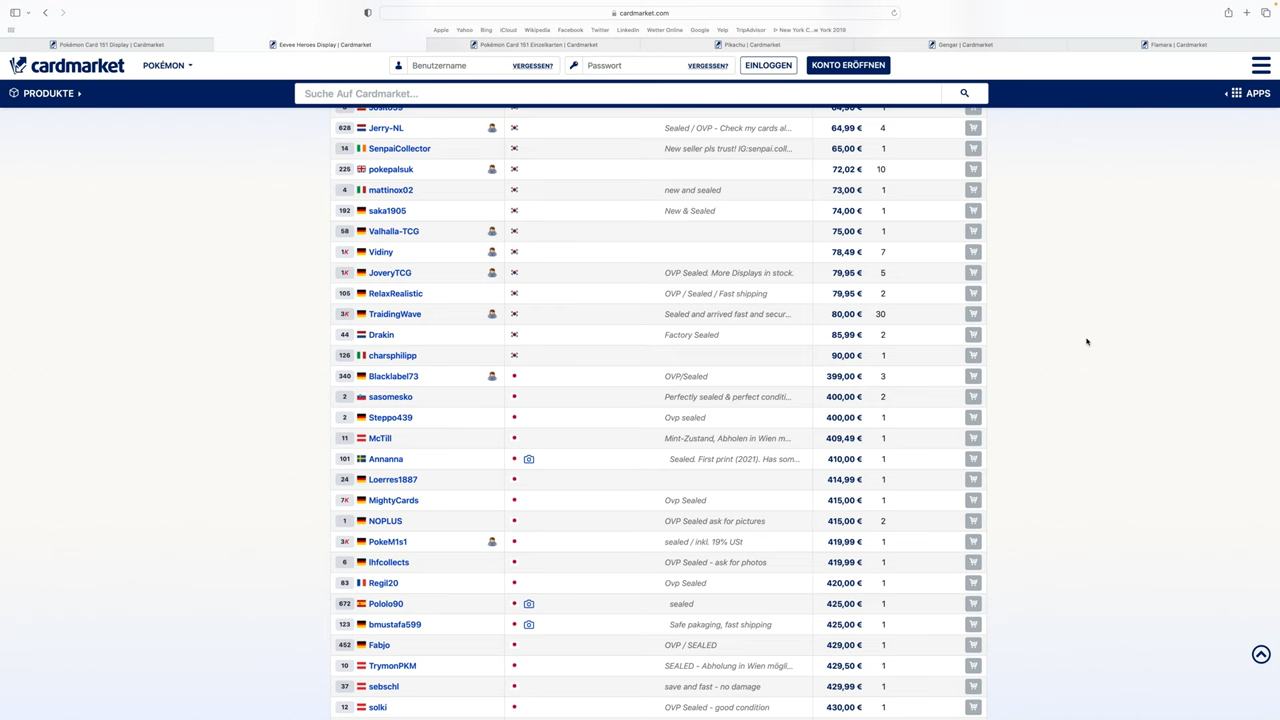 cardmarket.com
Apple Yahoo Bing iCloud Wikipedia Facebook Twitter LinkedIn Wetter Online Google Yelp TripAdvisor New York C...w York 2019
Pokémon Card 151 Display | Cardmarket Eevee Heroes Display | Cardmarket Pokémon Card 151 Einzelkarten | Cardmarket Pikachu | Cardmarket Gengar | Cardmarket Flamara | Cardmarket
cardmarket POKÉMON Benutzername VERGESSEN? Passwort VERGESSEN? EINLOGGEN KONTO ERÖFFNEN
PRODUKTE Suche Auf Cardmarket... APPS
628 Jerry-NL Sealed / OVP - Check my cards al... 64,99 € 4
14 SenpaiCollector New seller pls trust! IG:senpai.coll... 65,00 € 1
225 pokepalsuk 72,02 € 10
4 mattinox02 new and sealed 73,00 € 1
192 saka1905 New & Sealed 74,00 € 1
58 Valhalla-TCG 75,00 € 1
1K Vidiny 78,49 € 7
1K JoveryTCG OVP Sealed. More Displays in stock. 79,95 € 5
105 RelaxRealistic OVP / Sealed / Fast shipping 79,95 € 2
3K TraidingWave Sealed and arrived fast and secur... 80,00 € 30
44 Drakin Factory Sealed 85,99 € 2
126 charsphilipp 90,00 € 1
340 Blacklabel73 OVP/Sealed 399,00 € 3
2 sasomesko Perfectly sealed & perfect conditi... 400,00 € 2
2 Steppo439 Ovp sealed 400,00 € 1
11 McTill Mint-Zustand, Abholen in Wien m... 409,49 € 1
101 Annanna Sealed. First print (2021). Has som... 410,00 € 1
24 Loerres1887 414,99 € 1
7K MightyCards Ovp Sealed 415,00 € 1
1 NOPLUS OVP Sealed ask for pictures 415,00 € 2
3K PokeM1s1 sealed / inkl. 19% USt 419,99 € 1
6 lhfcollects OVP Sealed - ask for photos 419,99 € 1
83 Regil20 Ovp Sealed 420,00 € 1
672 Pololo90 sealed 425,00 € 1
123 bmustafa599 Safe pakaging, fast shipping 425,00 € 1
452 Fabjo OVP / SEALED 429,00 € 1
10 TrymonPKM SEALED - Abholung in Wien mögli... 429,50 € 1
37 sebschl save and fast - no damage 429,99 € 1
12 solki OVP Sealed - good condition 430,00 € 1